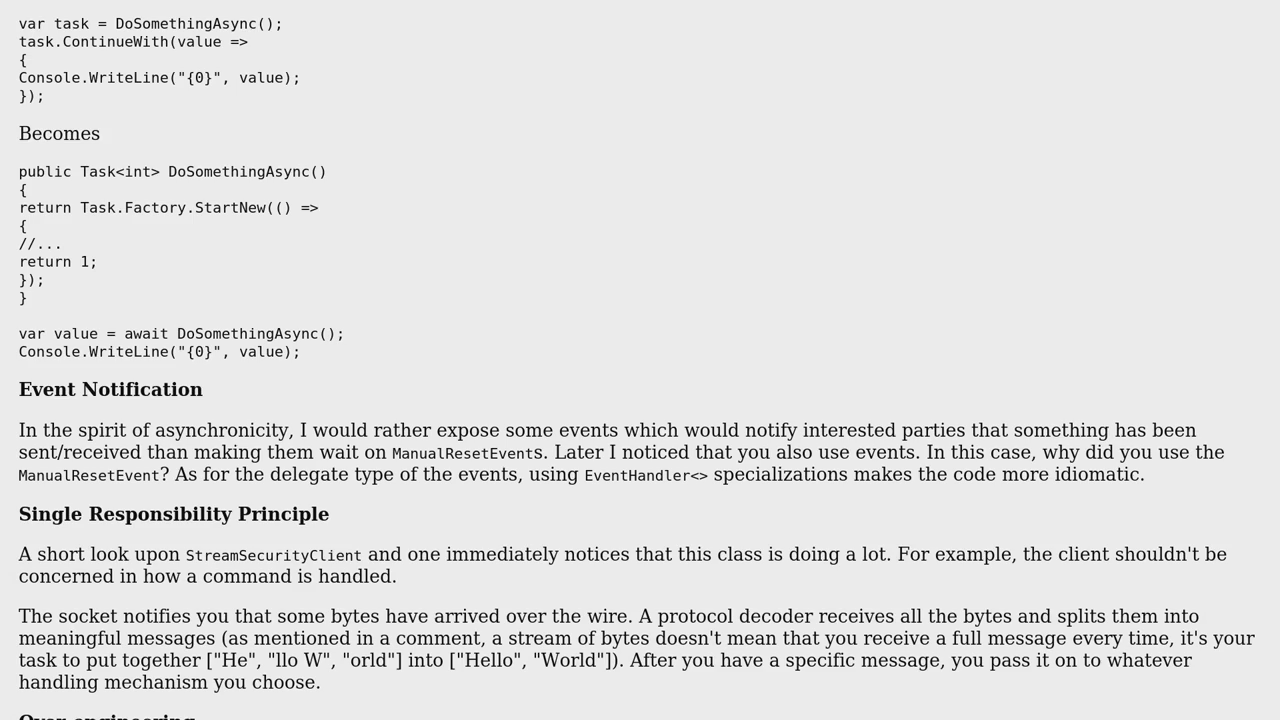 var task = DoSomethingAsync();
task.ContinueWith(value =>
{
Console.WriteLine("{0}", value);
});
Becomes
public Task<int> DoSomethingAsync()
{
return Task.Factory.StartNew(() =>
{
//...
return 1;
});
}
var value = await DoSomethingAsync();
Console.WriteLine("{0}", value);
Event Notification
In the spirit of asynchronicity, I would rather expose some events which would notify interested parties that something has been
sent/received than making them wait on ManualResetEvents. Later I noticed that you also use events. In this case, why did you use the
ManualResetEvent? As for the delegate type of the events, using EventHandler<> specializations makes the code more idiomatic.
Single Responsibility Principle
A short look upon StreamSecurityClient and one immediately notices that this class is doing a lot. For example, the client shouldn't be
concerned in how a command is handled.
The socket notifies you that some bytes have arrived over the wire. A protocol decoder receives all the bytes and splits them into
meaningful messages (as mentioned in a comment, a stream of bytes doesn't mean that you receive a full message every time, it's your
task to put together ["He", "llo W", "orld"] into ["Hello", "World"]). After you have a specific message, you pass it on to whatever
handling mechanism you choose.
Over-engineering